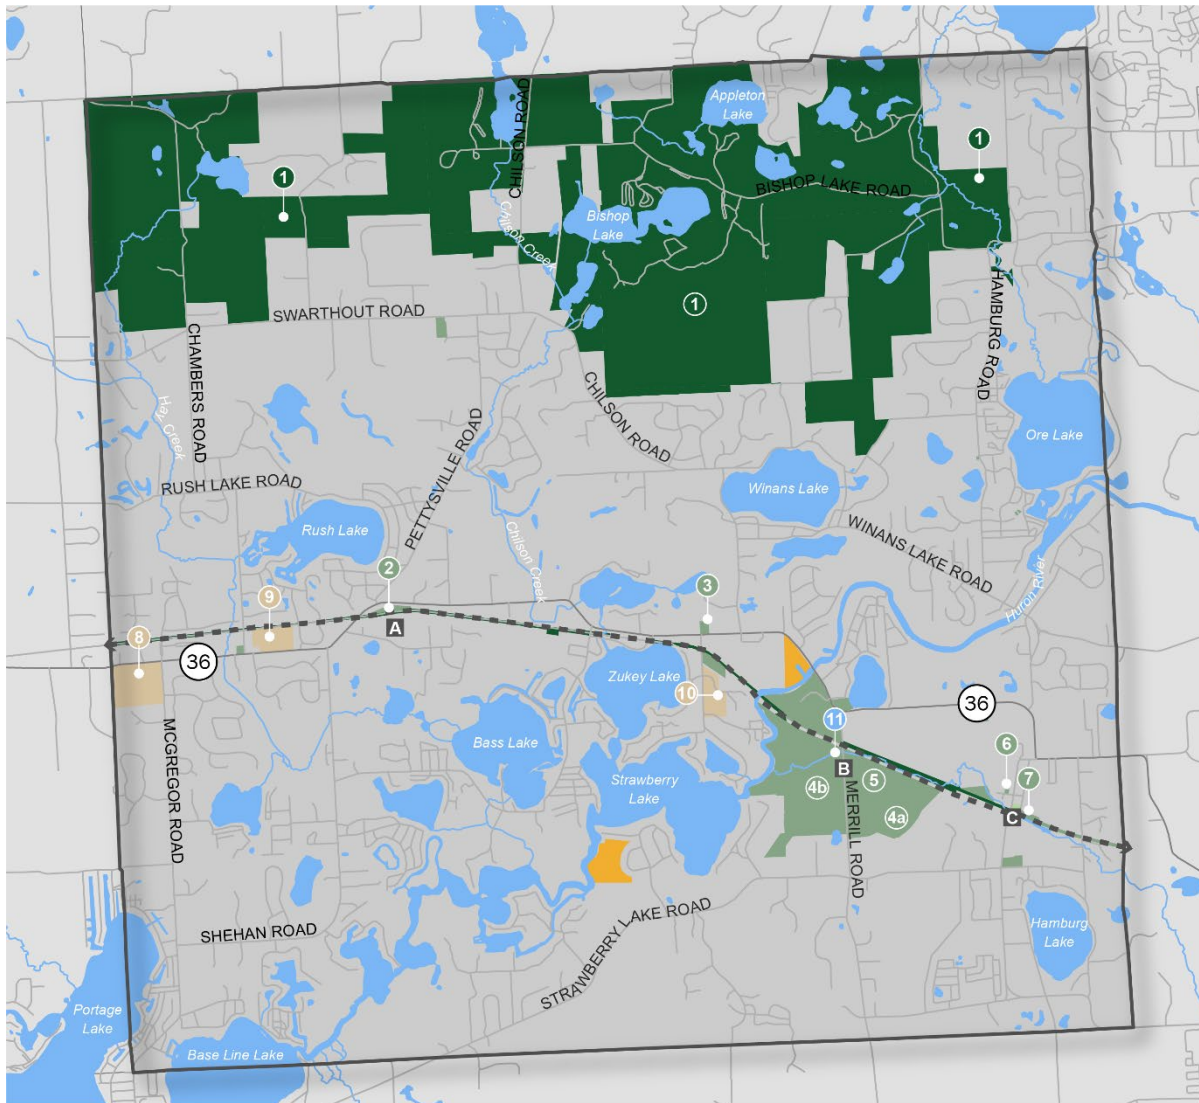 Appleton
Lake
CHILSON ROAD
1
1
BISHOP LAKE ROAD
Bishop
Lake
Chilson Creek
1
HAMBURG ROAD
SWARTHOUT ROAD
CHAMBERS ROAD
Hay Creek
CHILSON ROAD
Ore Lake
PETTYSVILLE ROAD
RUSH LAKE ROAD
Winans Lake
Rush Lake
WINANS LAKE ROAD
Chilson Creek
Huron River
2
3
9
A
8
36
Zukey Lake
10
36
11
Bass Lake
MCGREGOR ROAD
Strawberry
Lake
B
6
5
4b
7
MERRILL ROAD
4a
C
SHEHAN ROAD
STRAWBERRY LAKE ROAD
Hamburg
Lake
Portage
Lake
Base Line Lake